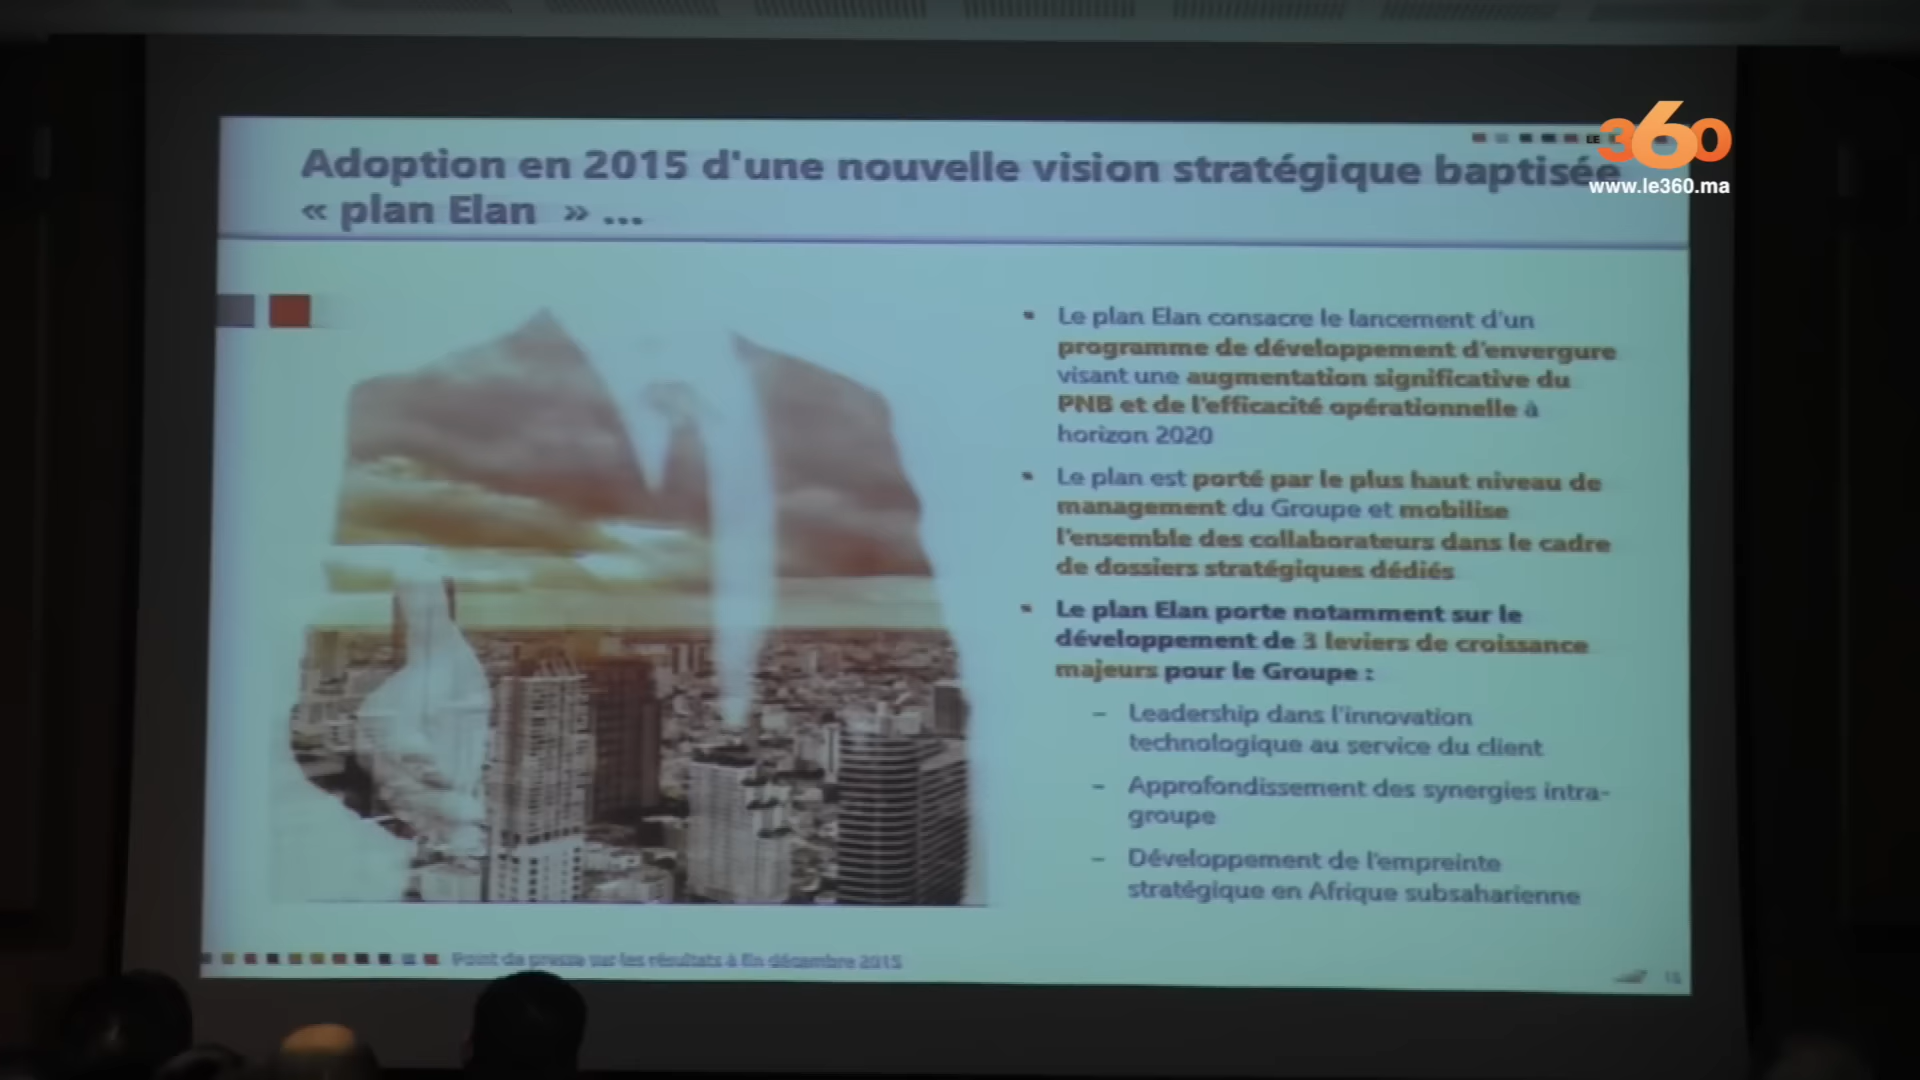 LE 360
www.le360.ma
Adoption en 2015 d'une nouvelle vision stratégique baptisée
« plan Elan » ...
▪ Le plan Elan consacre le lancement d'un
programme de développement d'envergure
visant une augmentation significative du
PNB et de l'efficacité opérationnelle à
horizon 2020
▪ Le plan est porté par le plus haut niveau de
management du Groupe et mobilise
l'ensemble des collaborateurs dans le cadre
de dossiers stratégiques dédiés
▪ Le plan Elan porte notamment sur le
développement de 3 leviers de croissance
majeurs pour le Groupe :
– Leadership dans l'innovation
technologique au service du client
– Approfondissement des synergies intra-
groupe
– Développement de l'empreinte
stratégique en Afrique subsaharienne
Point de presse sur les résultats à fin décembre 2015